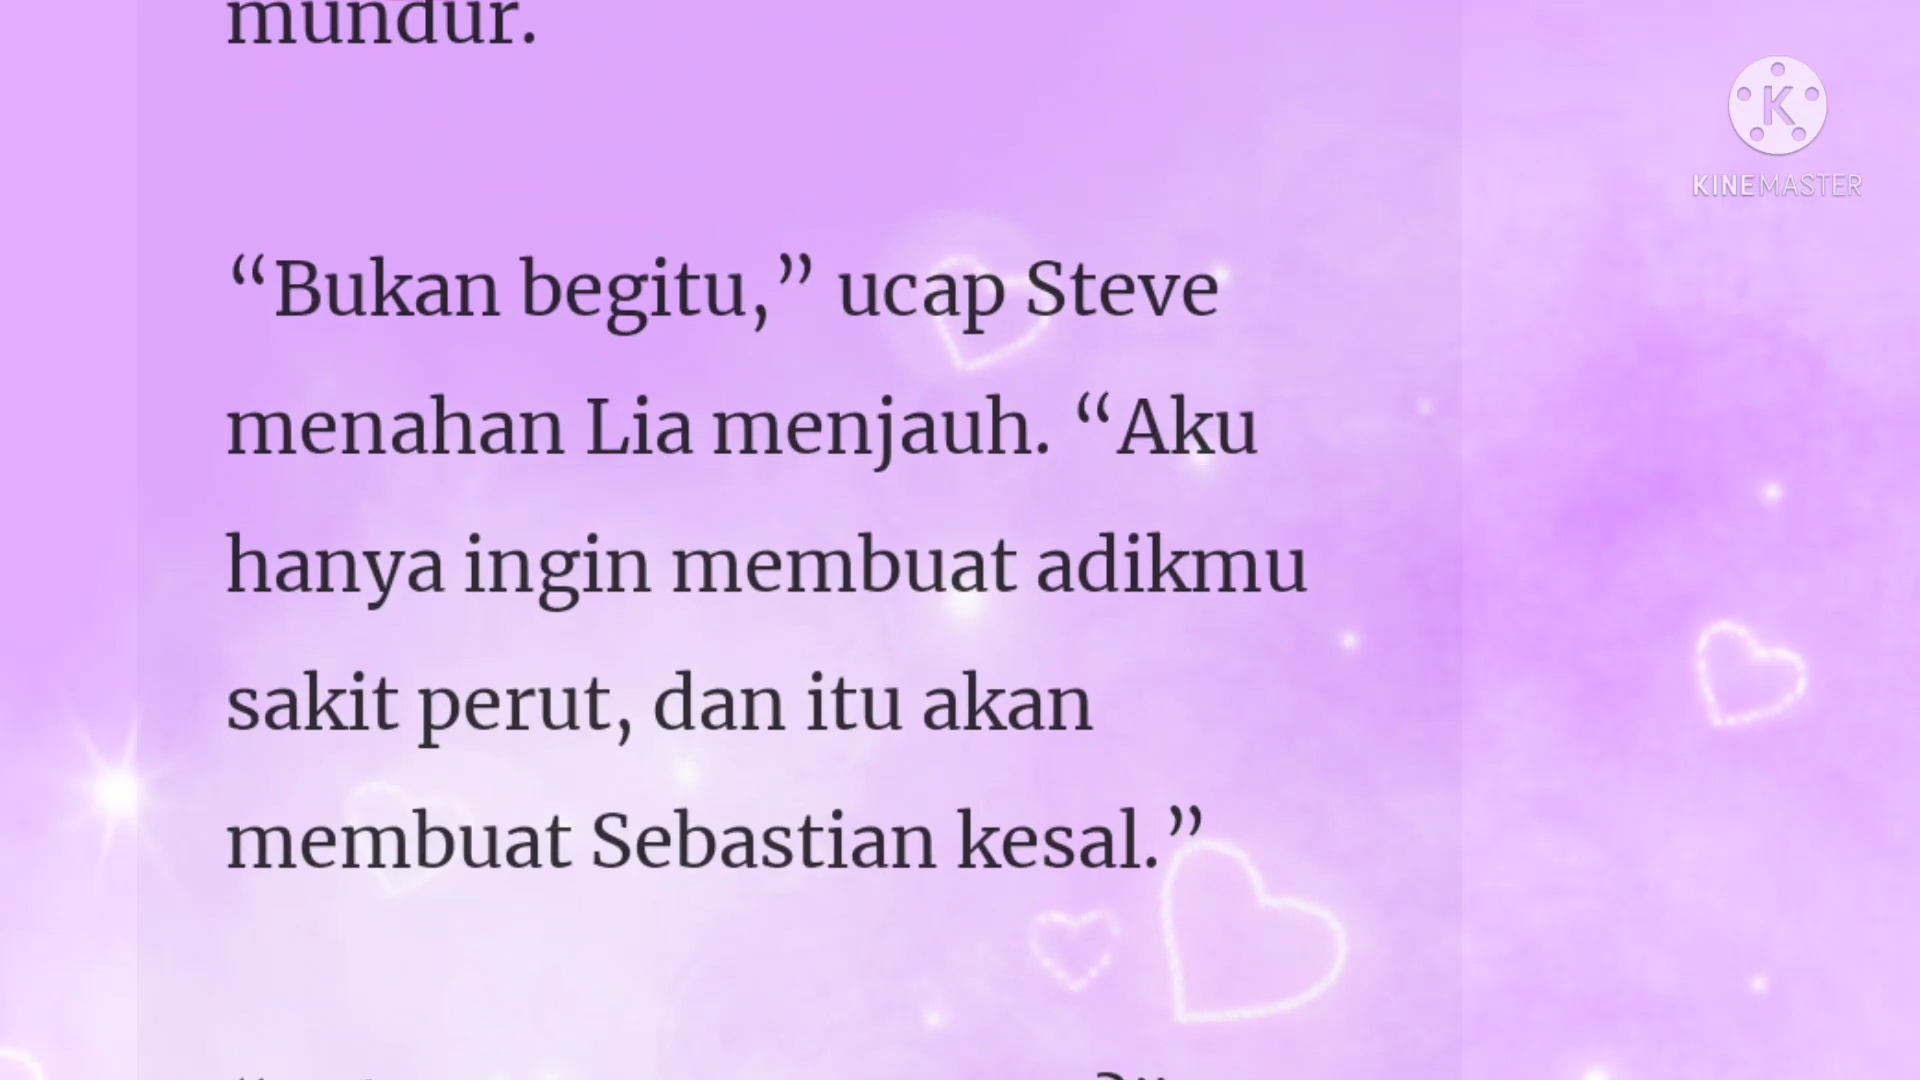 mundur.
“Bukan begitu,” ucap Steve
menahan Lia menjauh. “Aku
hanya ingin membuat adikmu
sakit perut, dan itu akan
membuat Sebastian kesal.”
K
KINEMASTER